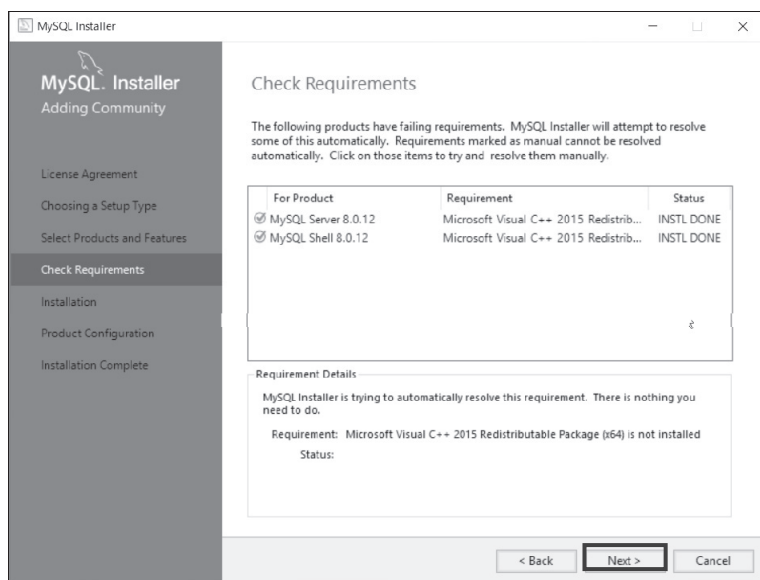 MySQL Installer
MySQL. Installer
Adding Community
License Agreement
Choosing a Setup Type
Select Products and Features
Check Requirements
Installation
Product Configuration
Installation Complete
Check Requirements
The following products have failing requirements. MySQL Installer will attempt to resolve
some of this automatically. Requirements marked as manual cannot be resolved
automatically. Click on those items to try and resolve them manually.
For Product Requirement Status
MySQL Server 8.0.12 Microsoft Visual C++ 2015 Redistrib... INSTL DONE
MySQL Shell 8.0.12 Microsoft Visual C++ 2015 Redistrib... INSTL DONE
Requirement Details
MySQL Installer is trying to automatically resolve this requirement. There is nothing you
need to do.
Requirement: Microsoft Visual C++ 2015 Redistributable Package (x64) is not installed
Status:
< Back Next > Cancel